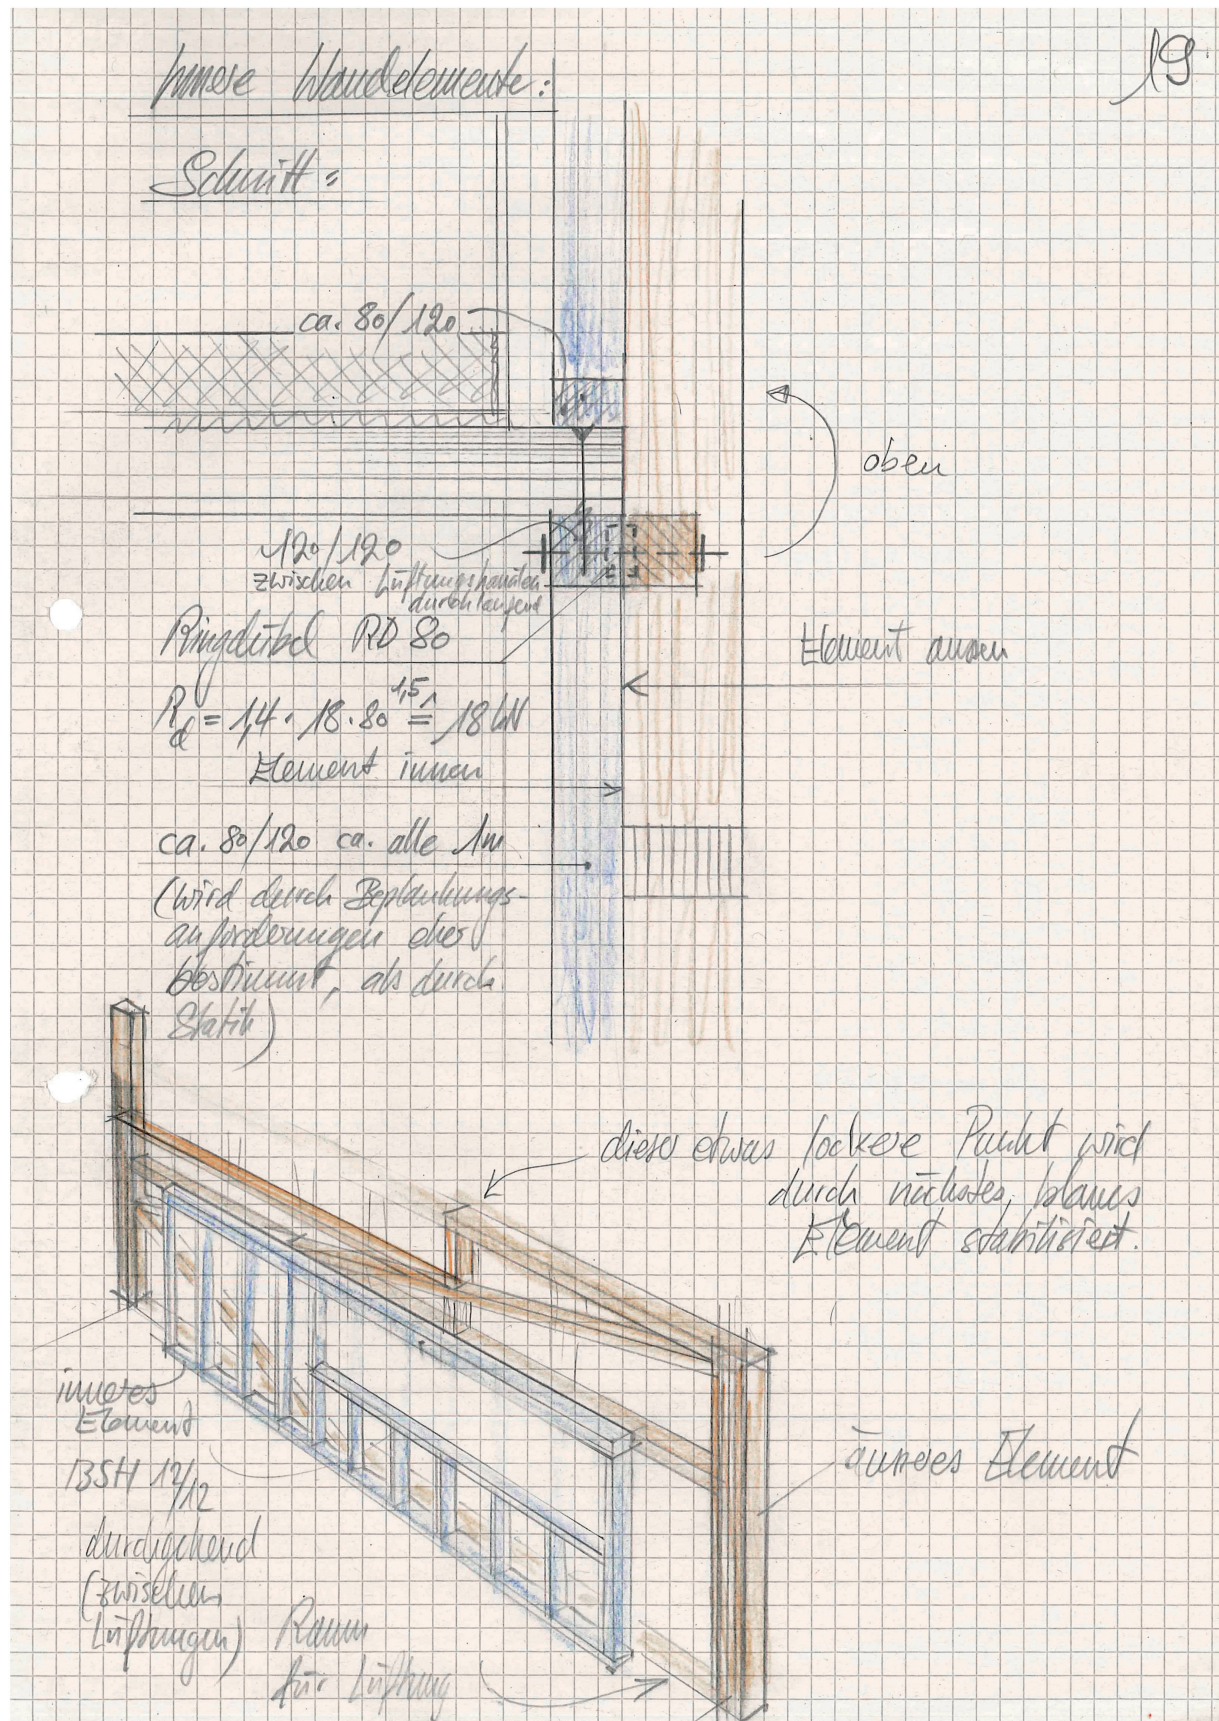 19
Innere Wandelemente:
Schnitt:
ca. 80/120
oben
120/120
zwischen Lüftungskanälen
durchlaufend
Ringdübel RD 80
Element aussen
R_d = 1,4 · 18 · 80^1,5 ≙ 18 kN
Element innen
ca. 80/120 ca. alle 1m
(wird durch Beplankungs-
anforderungen eher
bestimmt, als durch
Statik)
dieser etwas lockere Punkt wird
durch nächstes, blaues
Element stabilisiert.
inneres
Element
BSH 12/12
durchgehend
(zwischen
Lüftungen)
äusseres Element
Raum
für Lüftung